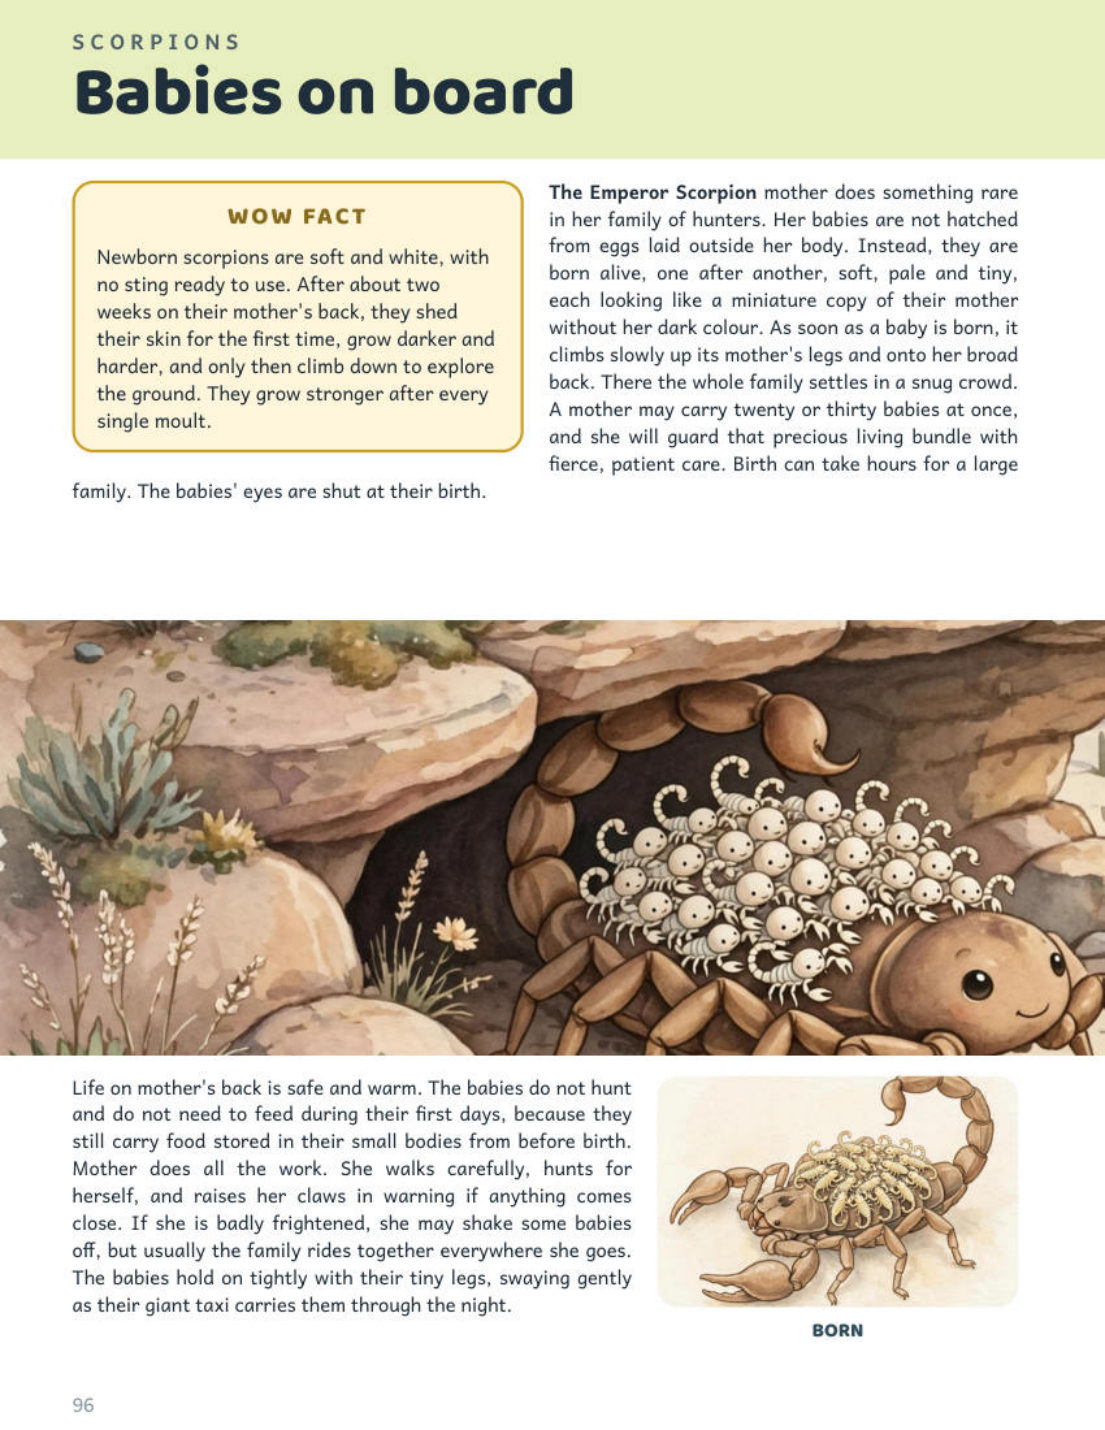 SCORPIONS
Babies on board
WOW FACT
Newborn scorpions are soft and white, with
no sting ready to use. After about two
weeks on their mother's back, they shed
their skin for the first time, grow darker and
harder, and only then climb down to explore
the ground. They grow stronger after every
single moult.
The Emperor Scorpion mother does something rare
in her family of hunters. Her babies are not hatched
from eggs laid outside her body. Instead, they are
born alive, one after another, soft, pale and tiny,
each looking like a miniature copy of their mother
without her dark colour. As soon as a baby is born, it
climbs slowly up its mother's legs and onto her broad
back. There the whole family settles in a snug crowd.
A mother may carry twenty or thirty babies at once,
and she will guard that precious living bundle with
fierce, patient care. Birth can take hours for a large
family. The babies' eyes are shut at their birth.
Life on mother's back is safe and warm. The babies do not hunt
and do not need to feed during their first days, because they
still carry food stored in their small bodies from before birth.
Mother does all the work. She walks carefully, hunts for
herself, and raises her claws in warning if anything comes
close. If she is badly frightened, she may shake some babies
off, but usually the family rides together everywhere she goes.
The babies hold on tightly with their tiny legs, swaying gently
as their giant taxi carries them through the night.
BORN
96